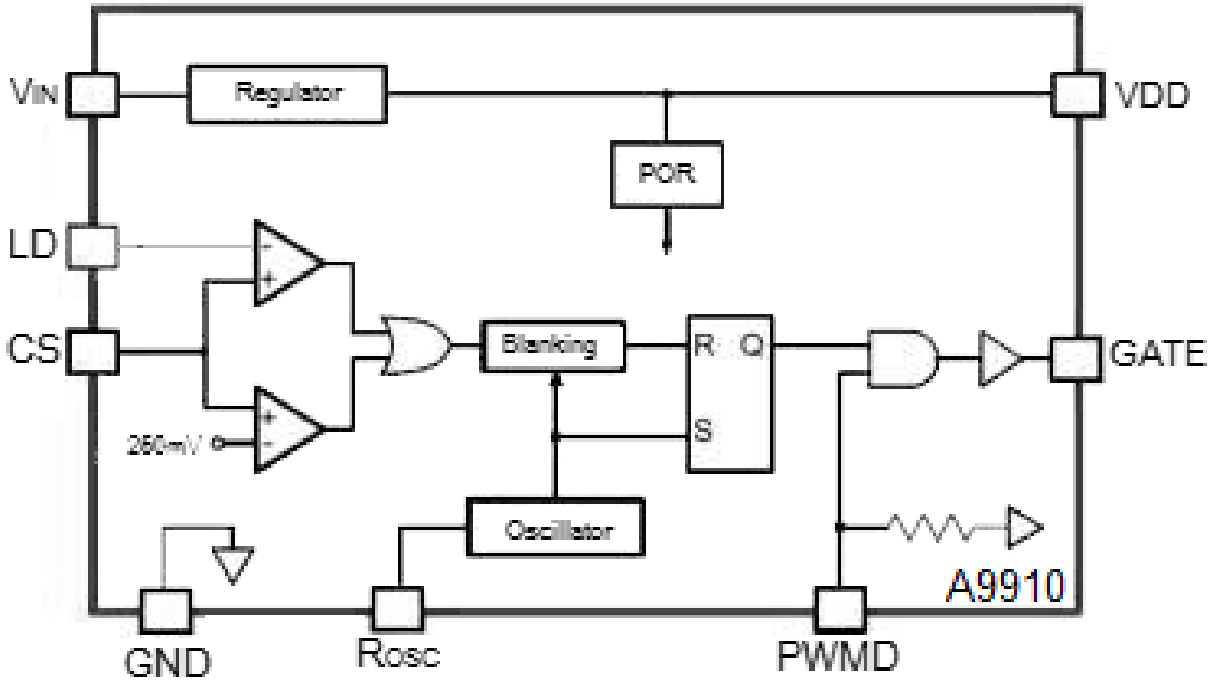 VIN
Regulator
VDD
POR
LD
-
+
CS
Blanking
R Q
GATE
+
S
-
Oscillator
A9910
GND
ROSC
PWMD